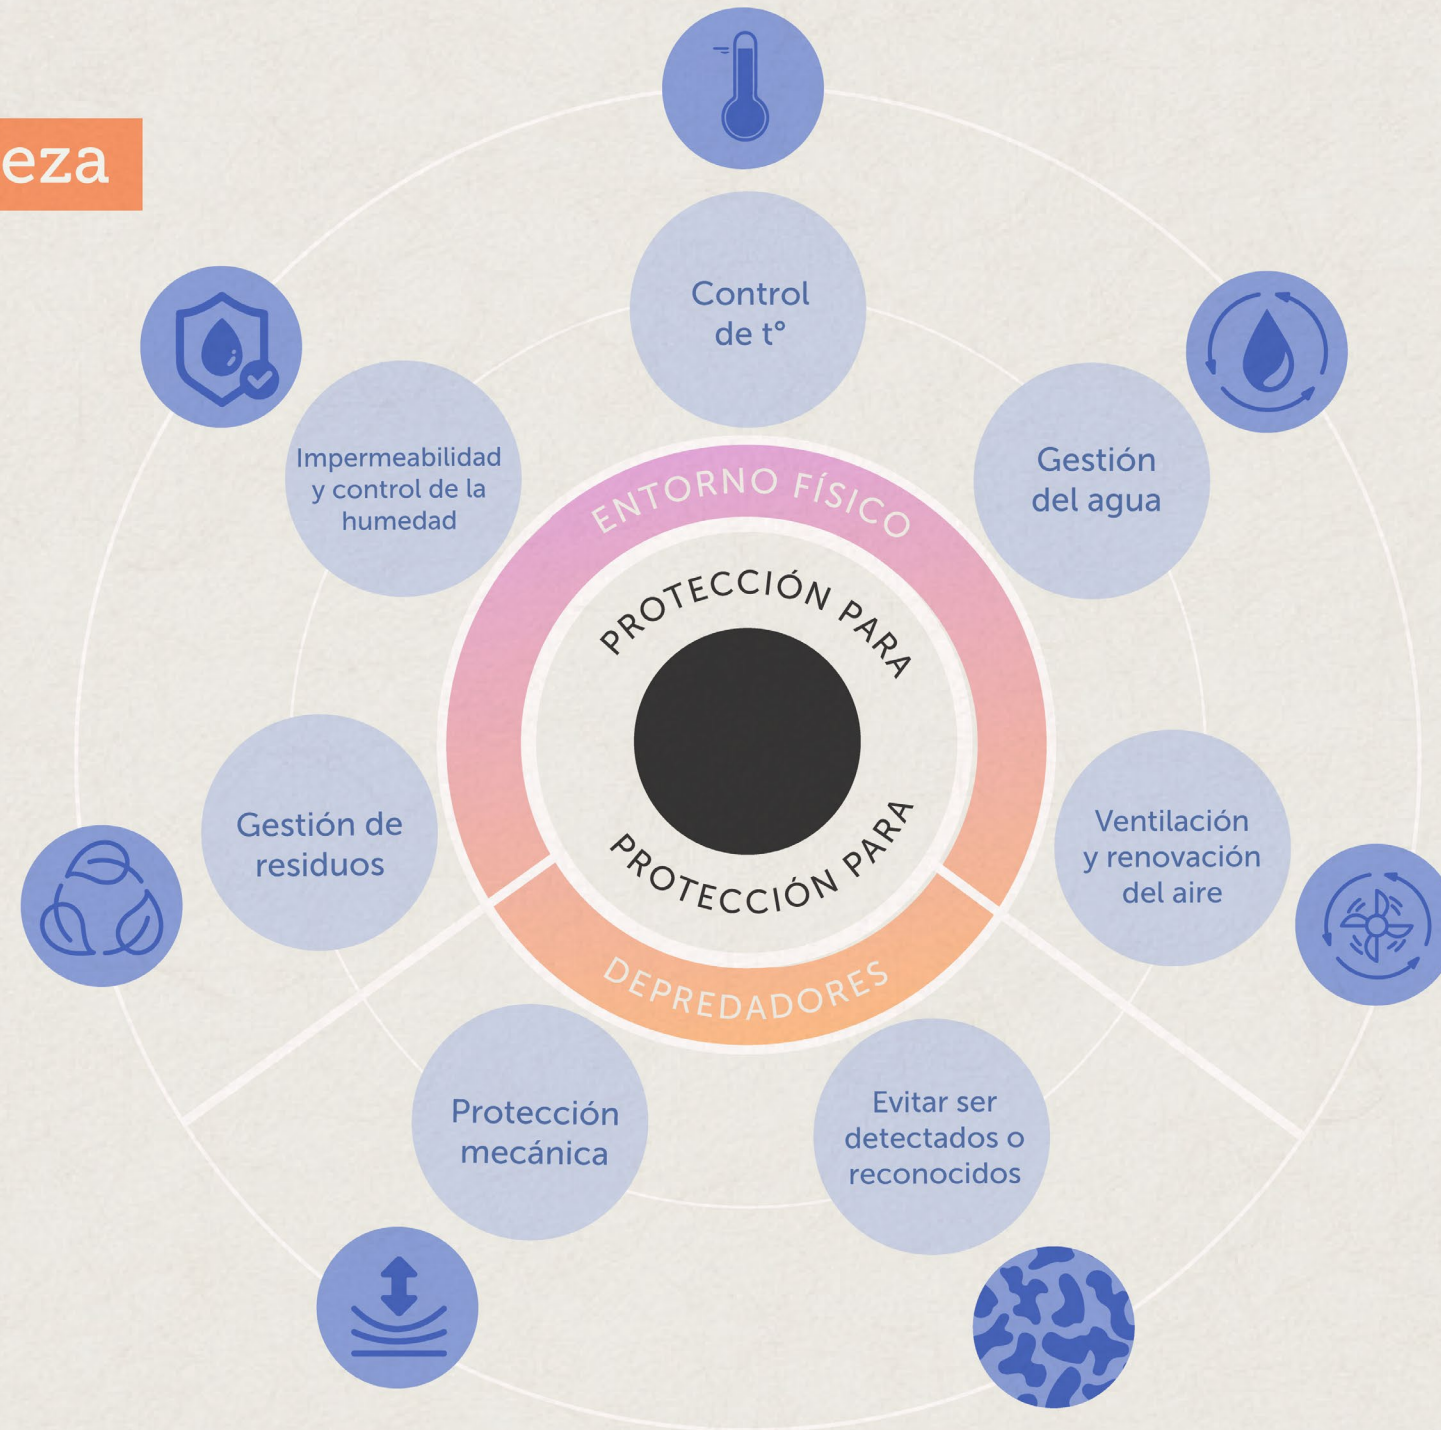 eza
Control
de t°
Impermeabilidad
y control de la
humedad
Gestión
del agua
ENTORNO FÍSICO
PROTECCIÓN PARA
Gestión de
residuos
Ventilación
y renovación
del aire
PROTECCIÓN PARA
DEPREDADORES
Protección
mecánica
Evitar ser
detectados o
reconocidos